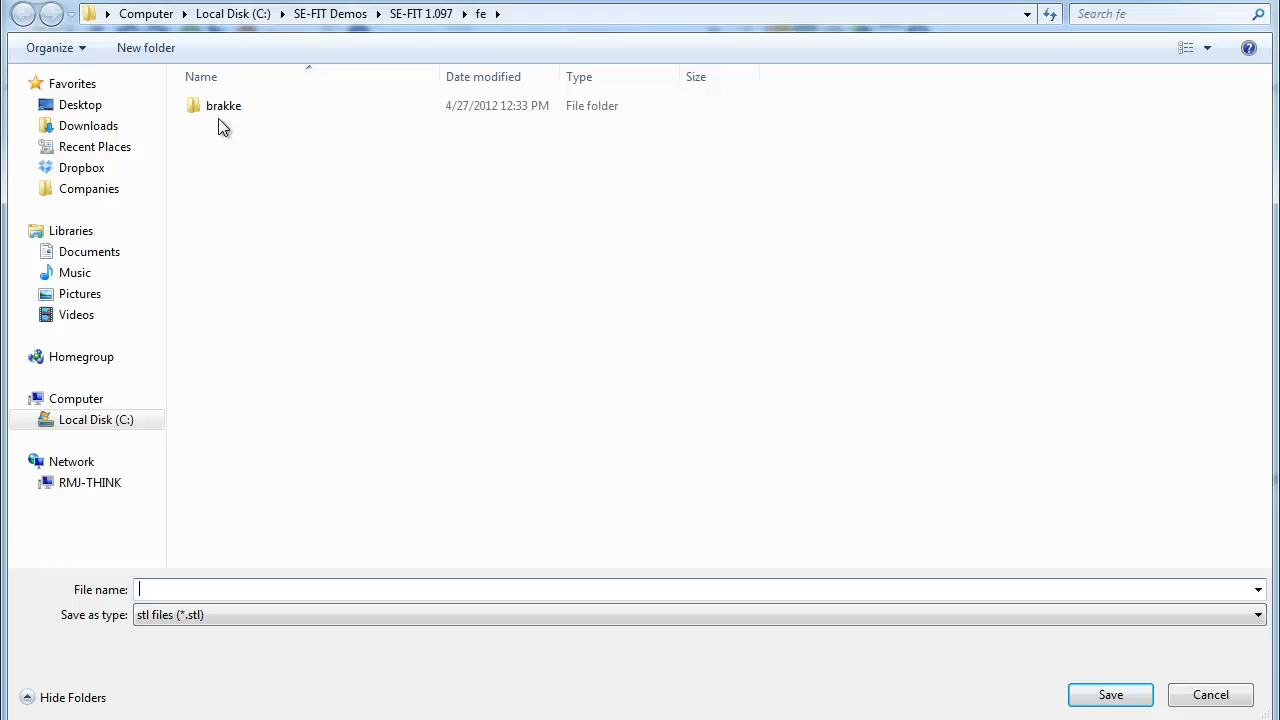 Computer Local Disk (C:) SE-FIT Demos SE-FIT 1.097 fe Search fe
Organize New folder
Name Date modified Type Size
brakke 4/27/2012 12:33 PM File folder
Favorites
Desktop
Downloads
Recent Places
Dropbox
Companies
Libraries
Documents
Music
Pictures
Videos
Homegroup
Computer
Local Disk (C:)
Network
RMJ-THINK
File name:
Save as type: stl files (*.stl)
Hide Folders Save Cancel